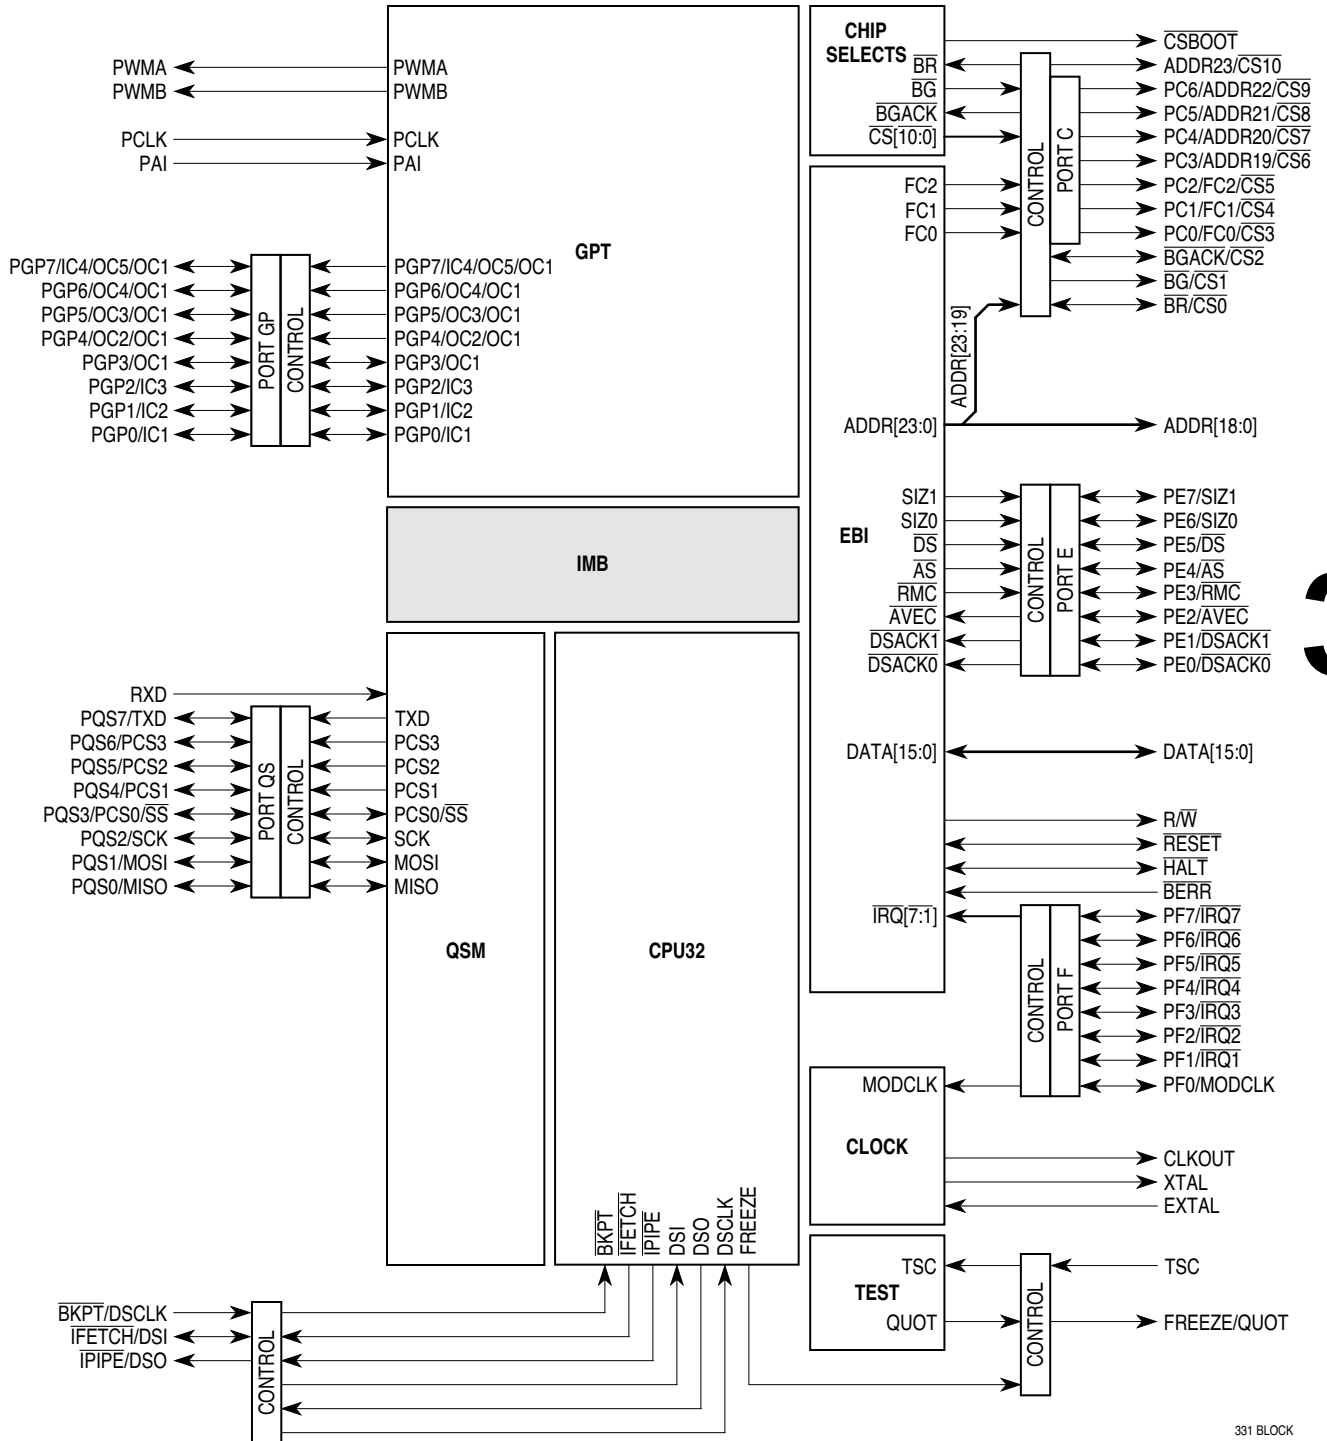 CHIP
SELECTS
CSBOOT
BR
ADDR23/CS10
BG
PC6/ADDR22/CS9
BGACK
PC5/ADDR21/CS8
CS[10:0]
PC4/ADDR20/CS7
PC3/ADDR19/CS6
FC2
PC2/FC2/CS5
FC1
PC1/FC1/CS4
FC0
PC0/FC0/CS3
BGACK/CS2
BG/CS1
BR/CS0
CONTROL
PORT C
PWMA
PWMA
PWMB
PWMB
PCLK
PCLK
PAI
PAI
GPT
PGP7/IC4/OC5/OC1
PGP7/IC4/OC5/OC1
PGP6/OC4/OC1
PGP6/OC4/OC1
PGP5/OC3/OC1
PGP5/OC3/OC1
PGP4/OC2/OC1
PGP4/OC2/OC1
PGP3/OC1
PGP3/OC1
PGP2/IC3
PGP2/IC3
PGP1/IC2
PGP1/IC2
PGP0/IC1
PGP0/IC1
PORT GP
CONTROL
ADDR[23:19]
ADDR[23:0]
ADDR[18:0]
IMB
EBI
SIZ1
PE7/SIZ1
SIZ0
PE6/SIZ0
DS
PE5/DS
AS
PE4/AS
RMC
PE3/RMC
AVEC
PE2/AVEC
DSACK1
PE1/DSACK1
DSACK0
PE0/DSACK0
CONTROL
PORT E
DATA[15:0]
DATA[15:0]
R/W
RESET
HALT
BERR
IRQ[7:1]
PF7/IRQ7
PF6/IRQ6
PF5/IRQ5
PF4/IRQ4
PF3/IRQ3
PF2/IRQ2
PF1/IRQ1
PF0/MODCLK
CONTROL
PORT F
RXD
PQS7/TXD
TXD
PQS6/PCS3
PCS3
PQS5/PCS2
PCS2
PQS4/PCS1
PCS1
PQS3/PCS0/SS
PCS0/SS
PQS2/SCK
SCK
PQS1/MOSI
MOSI
PQS0/MISO
MISO
PORT QS
CONTROL
QSM
CPU32
MODCLK
CLOCK
CLKOUT
XTAL
EXTAL
BKPT
IFETCH
IPIPE
DSI
DSO
DSCLK
FREEZE
TSC
TSC
TEST
QUOT
FREEZE/QUOT
CONTROL
BKPT/DSCLK
IFETCH/DSI
IPIPE/DSO
CONTROL
331 BLOCK